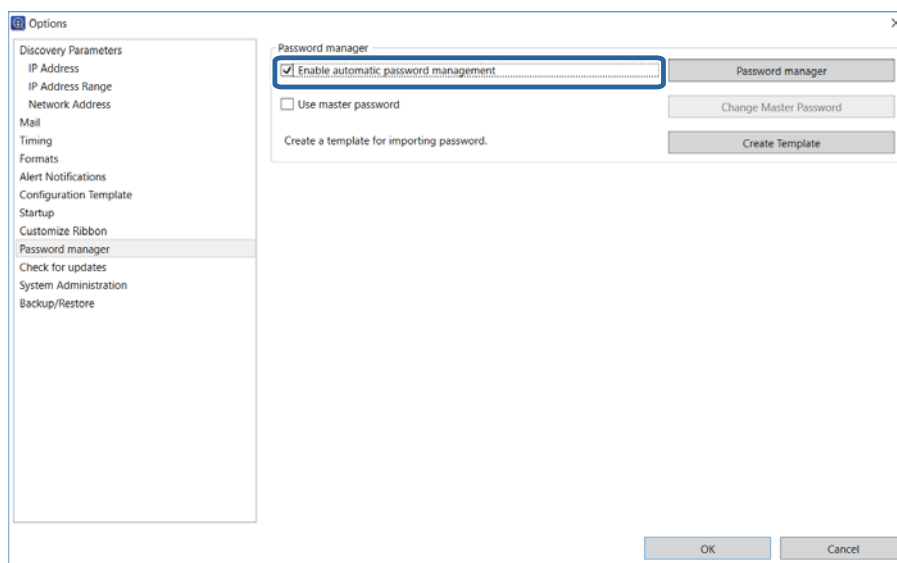 Options
Discovery Parameters
IP Address
IP Address Range
Network Address
Mail
Timing
Formats
Alert Notifications
Configuration Template
Startup
Customize Ribbon
Password manager
Check for updates
System Administration
Backup/Restore
Password manager
Enable automatic password management
Password manager
Use master password
Change Master Password
Create a template for importing password.
Create Template
OK
Cancel